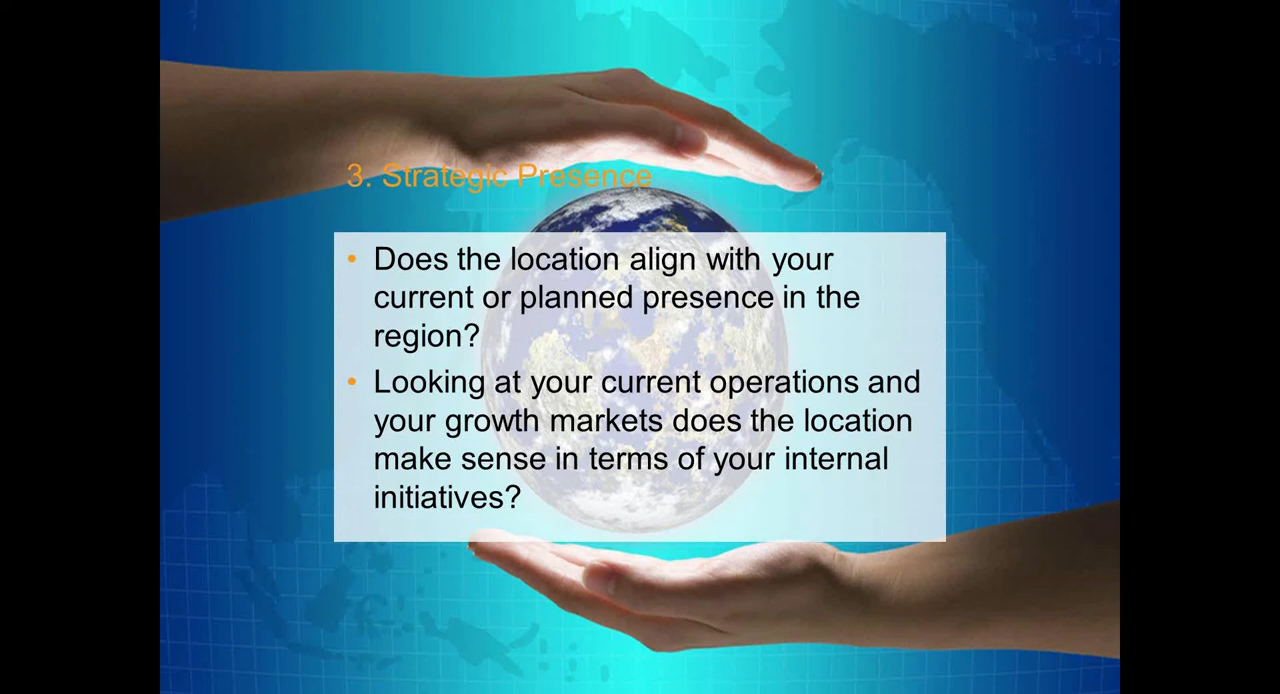 3. Strategic Presence
• Does the location align with your
current or planned presence in the
region?
• Looking at your current operations and
your growth markets does the location
make sense in terms of your internal
initiatives?